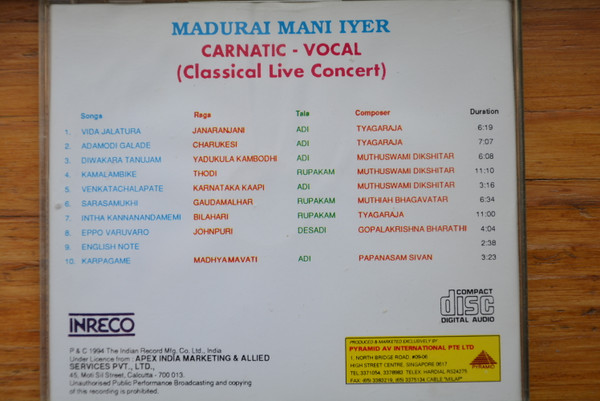 MADURAI MANI IYER
CARNATIC - VOCAL
(Classical Live Concert)
Songs Raga Tala Composer Duration
1. VIDA JALATURA JANARANJANI ADI TYAGARAJA 6:19
2. ADAMODI GALADE CHARUKESI ADI TYAGARAJA 7:07
3. DIWAKARA TANUJAM YADUKULA KAMBODHI ADI MUTHUSWAMI DIKSHITAR 6:08
4. KAMALAMBIKE THODI RUPAKAM MUTHUSWAMI DIKSHITAR 11:10
5. VENKATACHALAPATE KARNATAKA KAAPI ADI MUTHUSWAMI DIKSHITAR 3:16
6. SARASAMUKHI GAUDAMALHAR RUPAKAM MUTHIAH BHAGAVATAR 6:34
7. INTHA KANNANANDAMEMI BILAHARI RUPAKAM TYAGARAJA 11:00
8. EPPO VARUVARO JOHNPURI DESADI GOPALAKRISHNA BHARATHI 4:04
9. ENGLISH NOTE 2:38
10. KARPAGAME MADHYAMAVATI ADI PAPANASAM SIVAN 3:23
COMPACT
disc
DIGITAL AUDIO
INRECO
P & C 1994 The Indian Record Mfg. Co. Ltd., India
Under Licence from : APEX INDIA MARKETING & ALLIED
SERVICES PVT., LTD.,
45, Moti Sil Street, Calcutta - 700 013.
Unauthorised Public Performance Broadcasting and copying
of this recording is prohibited.
PRODUCED & MARKETED EXCLUSIVELY BY
PYRAMID AV INTERNATIONAL PTE LTD
1, NORTH BRIDGE ROAD, #09-06
HIGH STREET CENTRE, SINGAPORE
PYRAMID